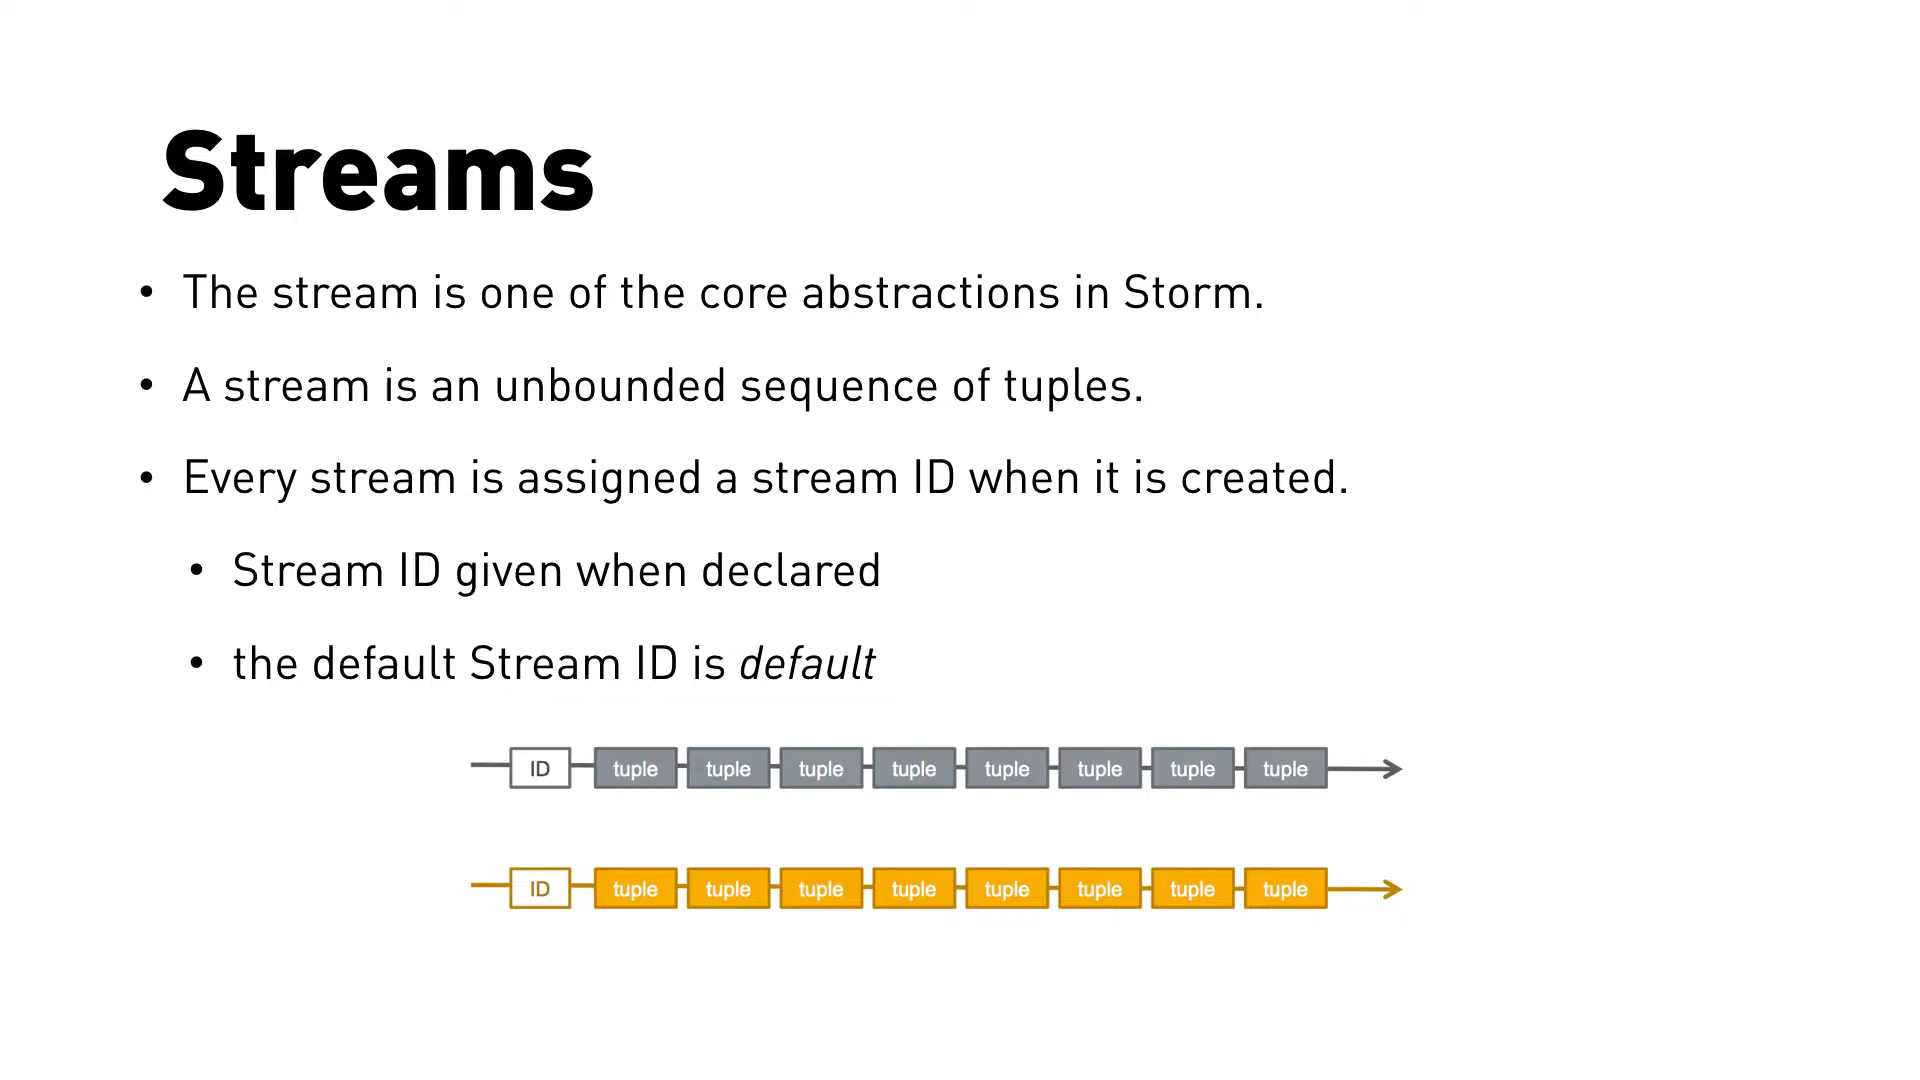 Streams
• The stream is one of the core abstractions in Storm.
• A stream is an unbounded sequence of tuples.
• Every stream is assigned a stream ID when it is created.
• Stream ID given when declared
• the default Stream ID is default
ID tuple tuple tuple tuple tuple tuple tuple tuple
ID tuple tuple tuple tuple tuple tuple tuple tuple